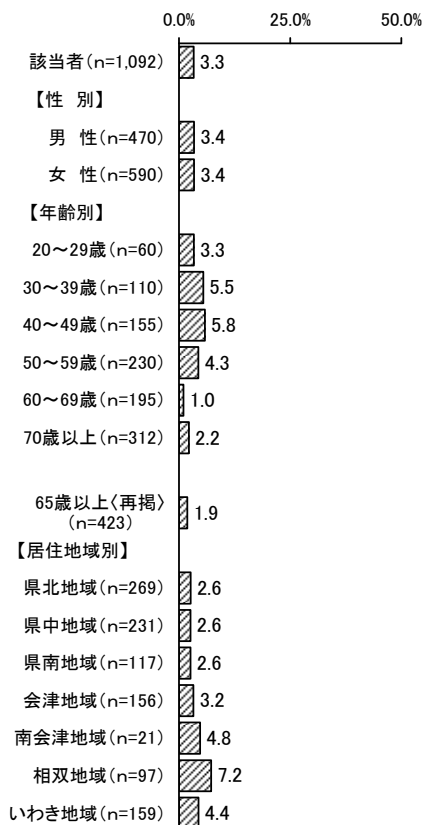 0.0% 25.0% 50.0%
該当者(n=1,092) 3.3
【性 別】
男 性(n=470) 3.4
女 性(n=590) 3.4
【年齢別】
20～29歳(n=60) 3.3
30～39歳(n=110) 5.5
40～49歳(n=155) 5.8
50～59歳(n=230) 4.3
60～69歳(n=195) 1.0
70歳以上(n=312) 2.2
65歳以上〈再掲〉
(n=423) 1.9
【居住地域別】
県北地域(n=269) 2.6
県中地域(n=231) 2.6
県南地域(n=117) 2.6
会津地域(n=156) 3.2
南会津地域(n=21) 4.8
相双地域(n=97) 7.2
いわき地域(n=159) 4.4